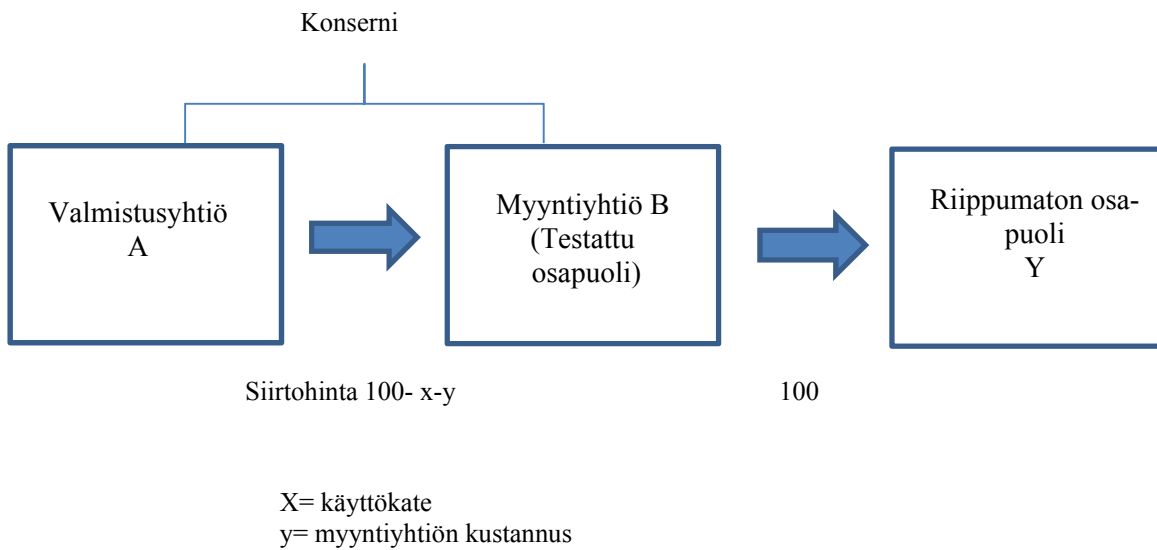 Konserni
Valmistusyhtiö
A
Myyntiyhtiö B
(Testattu
osapuoli)
Riippumaton osa-
puoli
Y
Siirtohinta 100- x-y
100
X= käyttökate
y= myyntiyhtiön kustannus